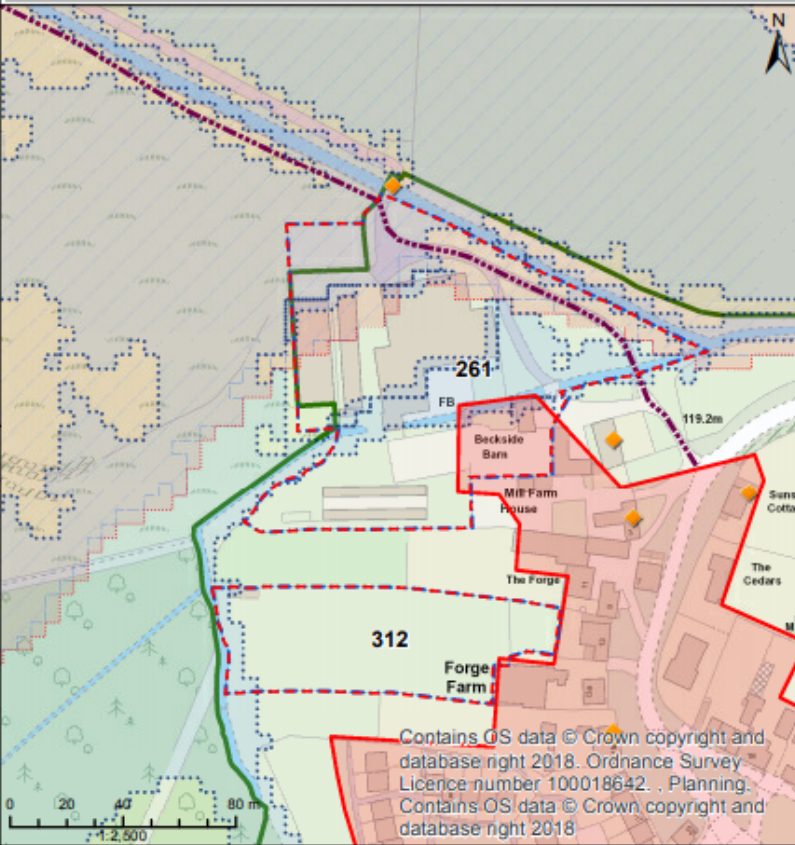 N
261
FB
119.2m
Beckside
Barn
Mill Farm
House
Suns
Cotta
The Forge
The
Cedars
M
312
Forge
Farm
Contains OS data © Crown copyright and
database right 2018. Ordnance Survey
Licence number 100018642. , Planning.
Contains OS data © Crown copyright and
database right 2018
0 20 40 80 m
1:2,500